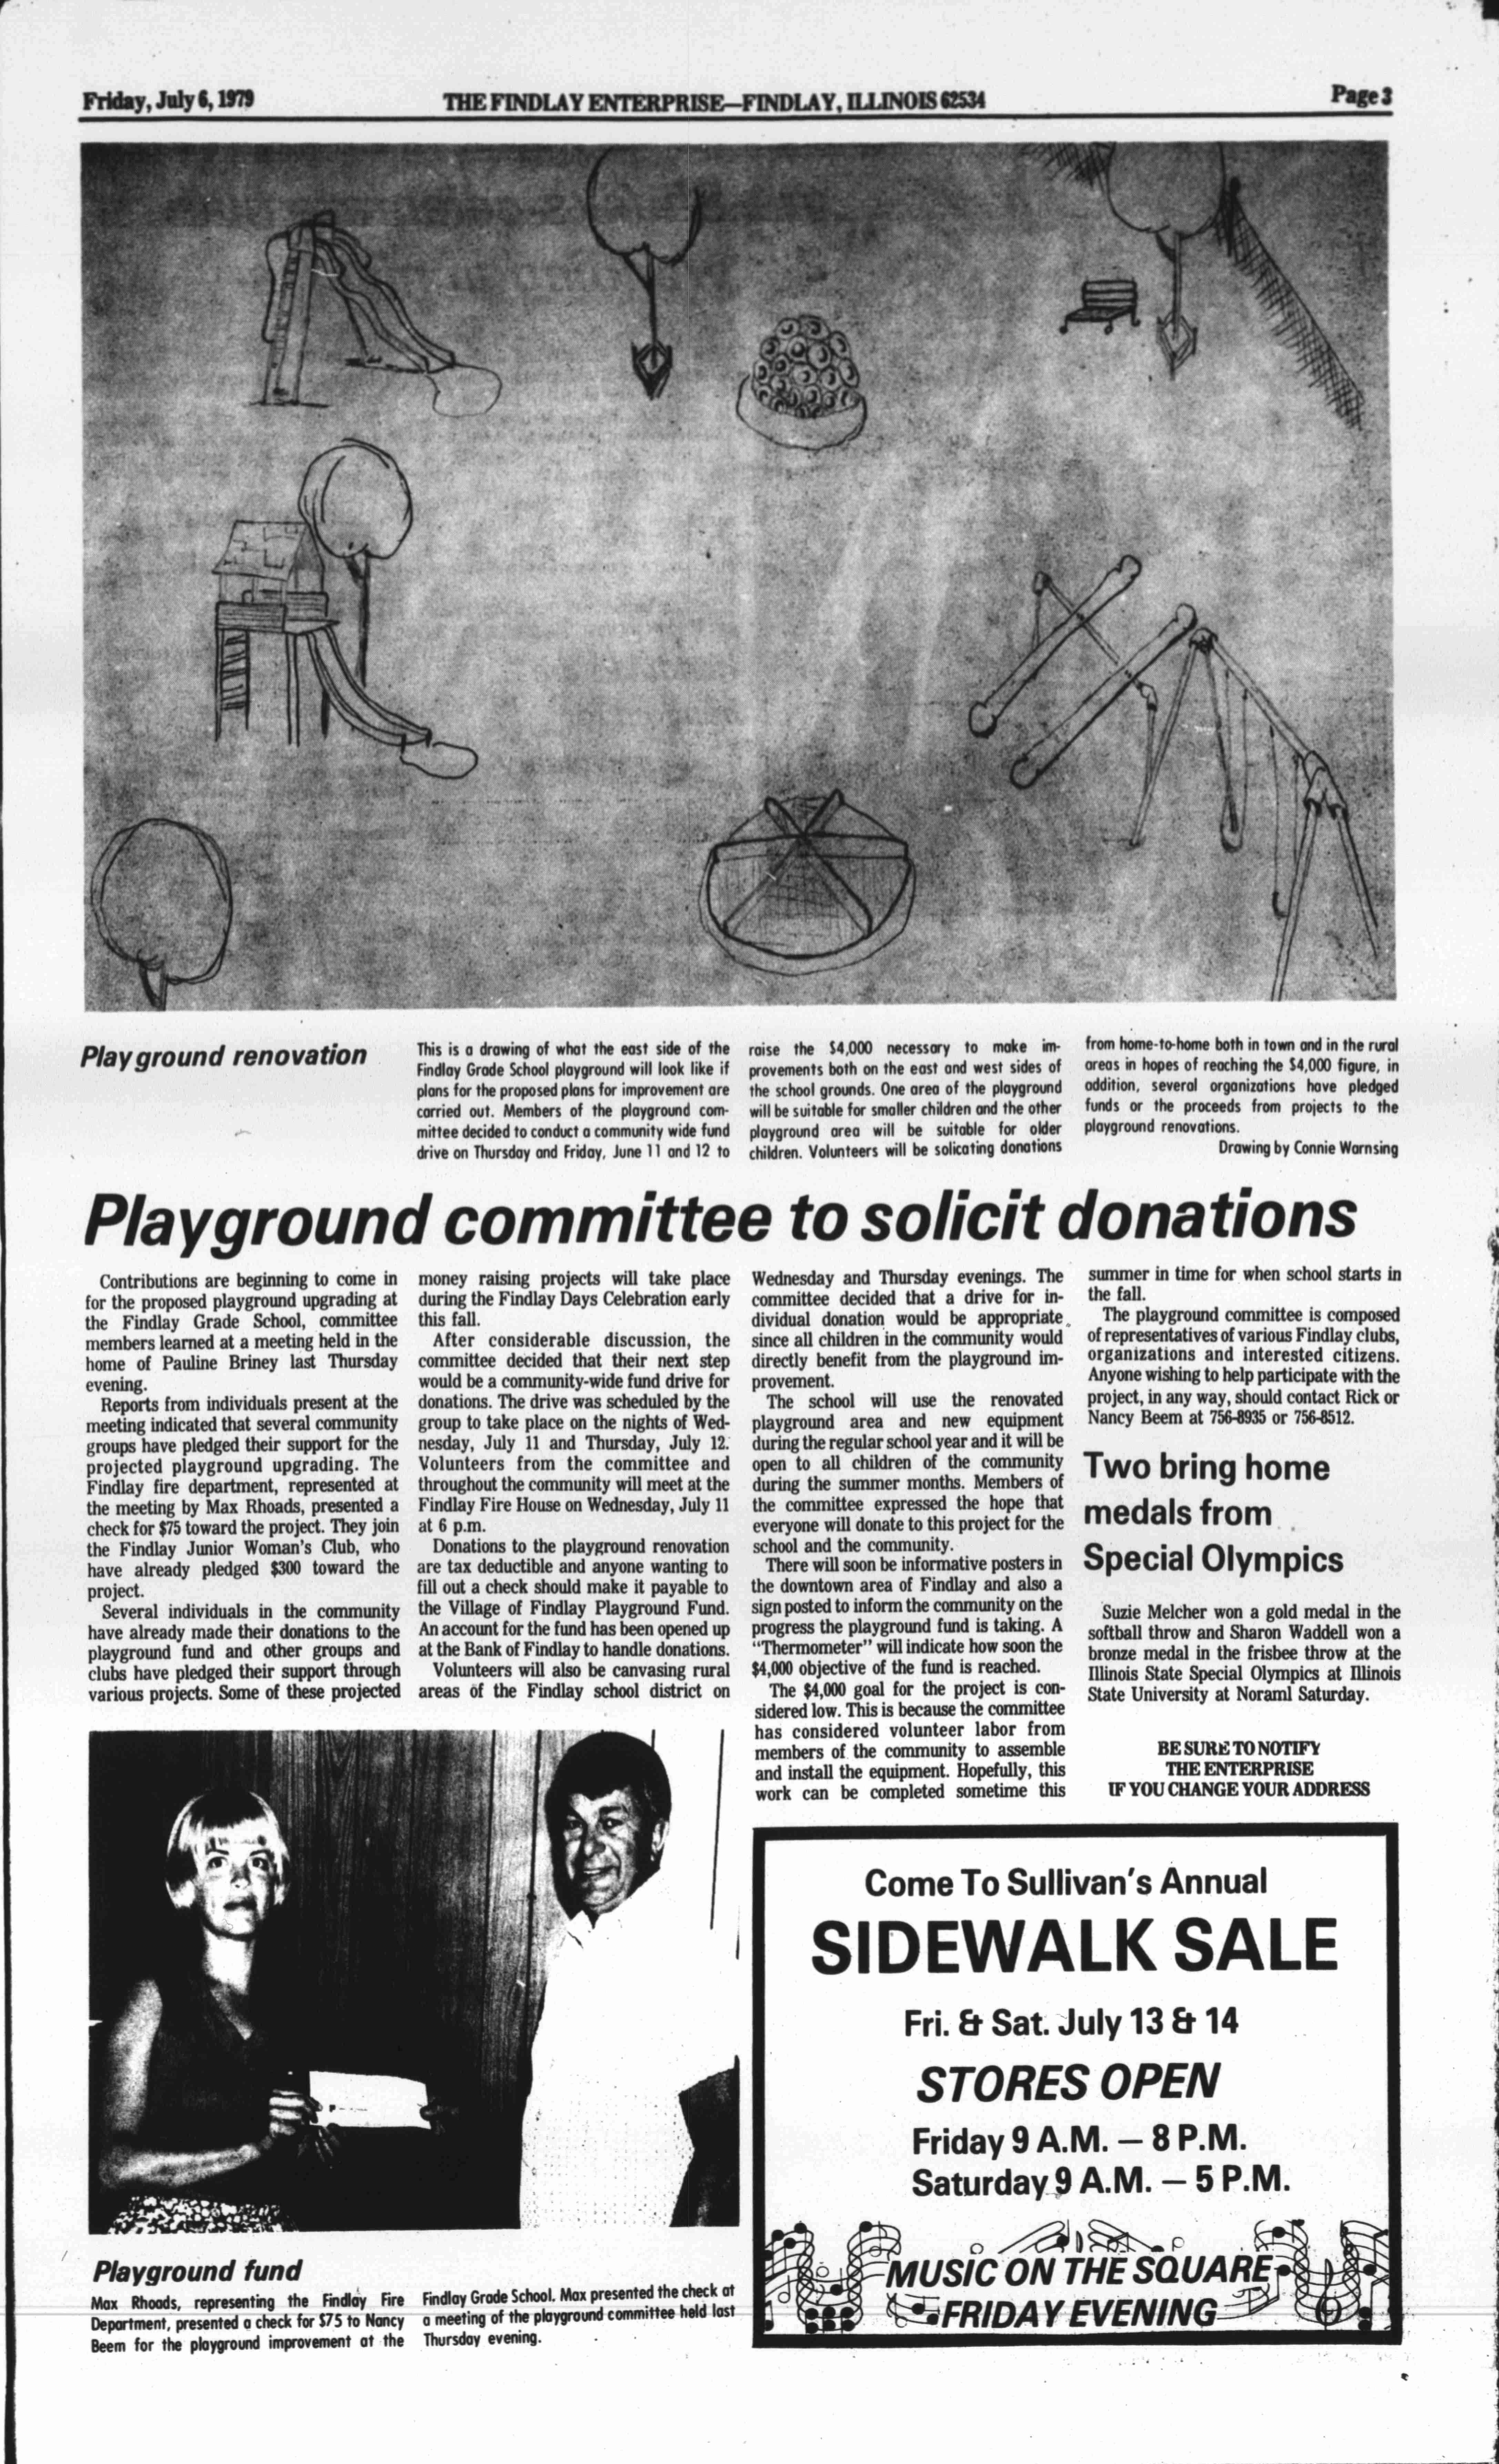 Friday, July 6, 1979
THE FINDLAY ENTERPRISE—FINDLAY, ILLINOIS 62534
Page 3
Playground renovation
This is a drawing of what the east side of the
Findlay Grade School playground will look like if
plans for the proposed plans for improvement are
carried out. Members of the playground com-
mittee decided to conduct a community wide fund
drive on Thursday and Friday, June 11 and 12 to
raise the $4,000 necessary to make im-
provements both on the east and west sides of
the school grounds. One area of the playground
will be suitable for smaller children and the other
playground area will be suitable for older
children. Volunteers will be solicating donations
from home-to-home both in town and in the rural
areas in hopes of reaching the $4,000 figure, in
addition, several organizations have pledged
funds or the proceeds from projects to the
playground renovations.
Drawing by Connie Warnsing
Playground committee to solicit donations
Contributions are beginning to come in
for the proposed playground upgrading at
the Findlay Grade School, committee
members learned at a meeting held in the
home of Pauline Briney last Thursday
evening.
Reports from individuals present at the
meeting indicated that several community
groups have pledged their support for the
projected playground upgrading. The
Findlay fire department, represented at
the meeting by Max Rhoads, presented a
check for $75 toward the project. They join
the Findlay Junior Woman's Club, who
have already pledged $300 toward the
project.
Several individuals in the community
have already made their donations to the
playground fund and other groups and
clubs have pledged their support through
various projects. Some of these projected
money raising projects will take place
during the Findlay Days Celebration early
this fall.
After considerable discussion, the
committee decided that their next step
would be a community-wide fund drive for
donations. The drive was scheduled by the
group to take place on the nights of Wed-
nesday, July 11 and Thursday, July 12.
Volunteers from the committee and
throughout the community will meet at the
Findlay Fire House on Wednesday, July 11
at 6 p.m.
Donations to the playground renovation
are tax deductible and anyone wanting to
fill out a check should make it payable to
the Village of Findlay Playground Fund.
An account for the fund has been opened up
at the Bank of Findlay to handle donations.
Volunteers will also be canvasing rural
areas of the Findlay school district on
Wednesday and Thursday evenings. The
committee decided that a drive for in-
dividual donation would be appropriate
since all children in the community would
directly benefit from the playground im-
provement.
The school will use the renovated
playground area and new equipment
during the regular school year and it will be
open to all children of the community
during the summer months. Members of
the committee expressed the hope that
everyone will donate to this project for the
school and the community.
There will soon be informative posters in
the downtown area of Findlay and also a
sign posted to inform the community on the
progress the playground fund is taking. A
"Thermometer" will indicate how soon the
$4,000 objective of the fund is reached.
The $4,000 goal for the project is con-
sidered low. This is because the committee
has considered volunteer labor from
members of the community to assemble
and install the equipment. Hopefully, this
work can be completed sometime this
summer in time for when school starts in
the fall.
The playground committee is composed
of representatives of various Findlay clubs,
organizations and interested citizens.
Anyone wishing to help participate with the
project, in any way, should contact Rick or
Nancy Beem at 756-8935 or 756-8512.
Two bring home
medals from
Special Olympics
Suzie Melcher won a gold medal in the
softball throw and Sharon Waddell won a
bronze medal in the frisbee throw at the
Illinois State Special Olympics at Illinois
State University at Noraml Saturday.
BE SURE TO NOTIFY
THE ENTERPRISE
IF YOU CHANGE YOUR ADDRESS
Playground fund
Max Rhoads, representing the Findlay Fire
Department, presented a check for $75 to Nancy
Beem for the playground improvement at the
Findlay Grade School. Max presented the check at
a meeting of the playground committee held last
Thursday evening.
Come To Sullivan's Annual
SIDEWALK SALE
Fri. & Sat. July 13 & 14
STORES OPEN
Friday 9 A.M. — 8 P.M.
Saturday 9 A.M. — 5 P.M.
MUSIC ON THE SQUARE
FRIDAY EVENING